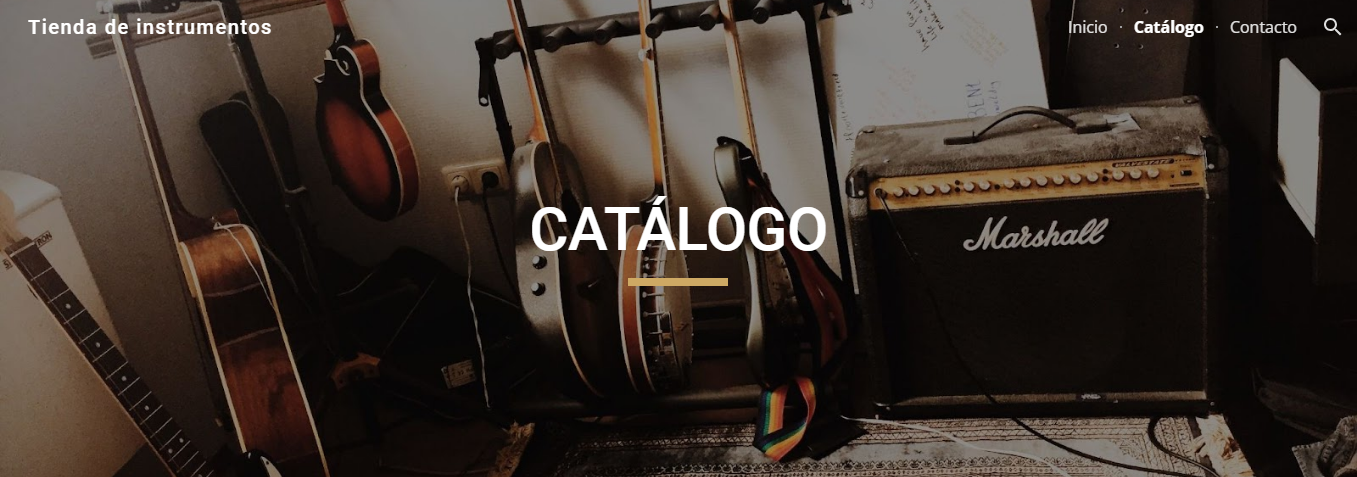 Tienda de instrumentos
Inicio · Catálogo · Contacto
CATÁLOGO
Marshall